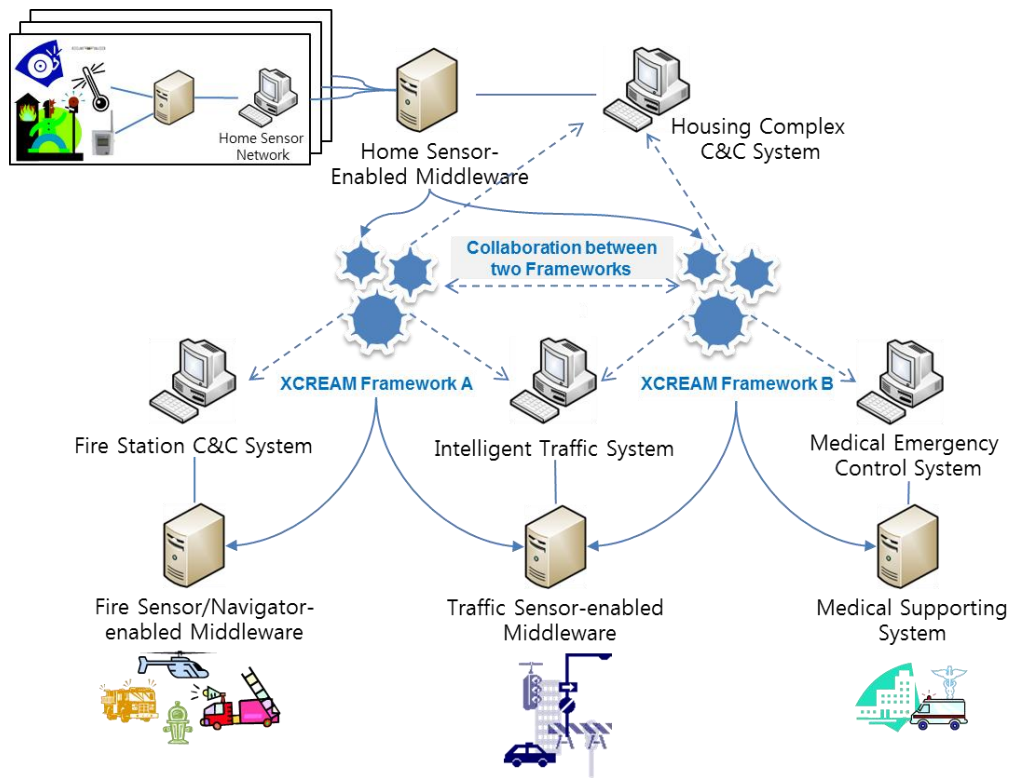 Home Sensor
Network
Home Sensor-
Enabled Middleware
Housing Complex
C&C System
Collaboration between
two Frameworks
XCREAM Framework A
XCREAM Framework B
Fire Station C&C System
Intelligent Traffic System
Medical Emergency
Control System
Fire Sensor/Navigator-
enabled Middleware
Traffic Sensor-enabled
Middleware
Medical Supporting
System